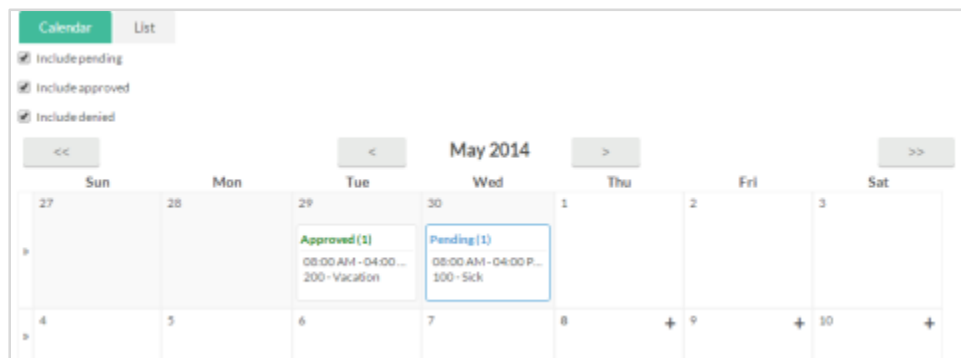 Calendar List
Include pending
Include approved
Include denied
<< < May 2014 > >>
Sun Mon Tue Wed Thu Fri Sat
27 28 29 30 1 2 3
Approved (1) Pending (1)
08:00 AM - 04:00 ... 08:00 AM - 04:00 P...
200 - Vacation 100 - Sick
4 5 6 7 8 + 9 + 10 +